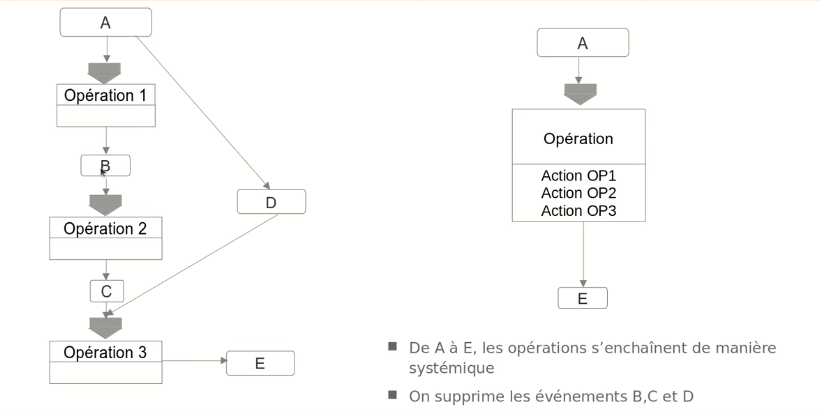 A
Opération 1
B
Opération 2
C
D
Opération 3
E
A
Opération
Action OP1
Action OP2
Action OP3
E
De A à E, les opérations s’enchaînent de manière
systémique
On supprime les événements B,C et D